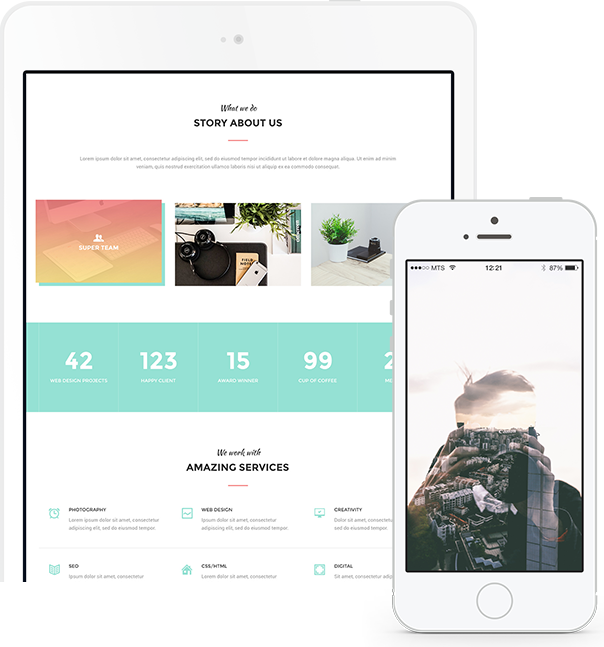 What we do
STORY ABOUT US
Lorem ipsum dolor sit amet, consectetur adipiscing elit, sed do eiusmod tempor incididunt ut labore et dolore magna aliqua. Ut enim ad minim
veniam, quis nostrud exercitation ullamco laboris nisi ut aliquip ex ea commodo consequat.
SUPER TEAM
FIELD NOTES
42 123 15 99 2
WEB DESIGN PROJECTS HAPPY CLIENT AWARD WINNER CUP OF COFFEE ME
MTS 12:21 87%
We work with
AMAZING SERVICES
PHOTOGRAPHY WEB DESIGN CREATIVITY
Lorem ipsum dolor sit amet, consectetur Ipsum dolor sit amet, consectetur Dolor sit amet, consectetur
adipiscing elit, sed do eiusmod tempor. adipiscing elit, sed do eiusmod tempor. adipiscing elit, sed do
SEO CSS/HTML DIGITAL
Ipsum dolor sit amet, consectetur Lorem ipsum dolor sit amet, consectetur Sit amet, consectetur adip